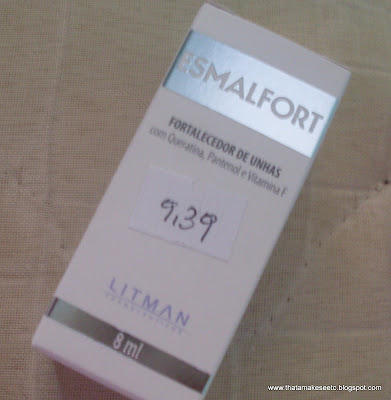 ESMALFORT
FORTALECEDOR DE UNHAS
com Queratina, Pantenol e Vitamina F
9,39
LITMAN
8 ml
www.thatamakeseetc.blogspot.com